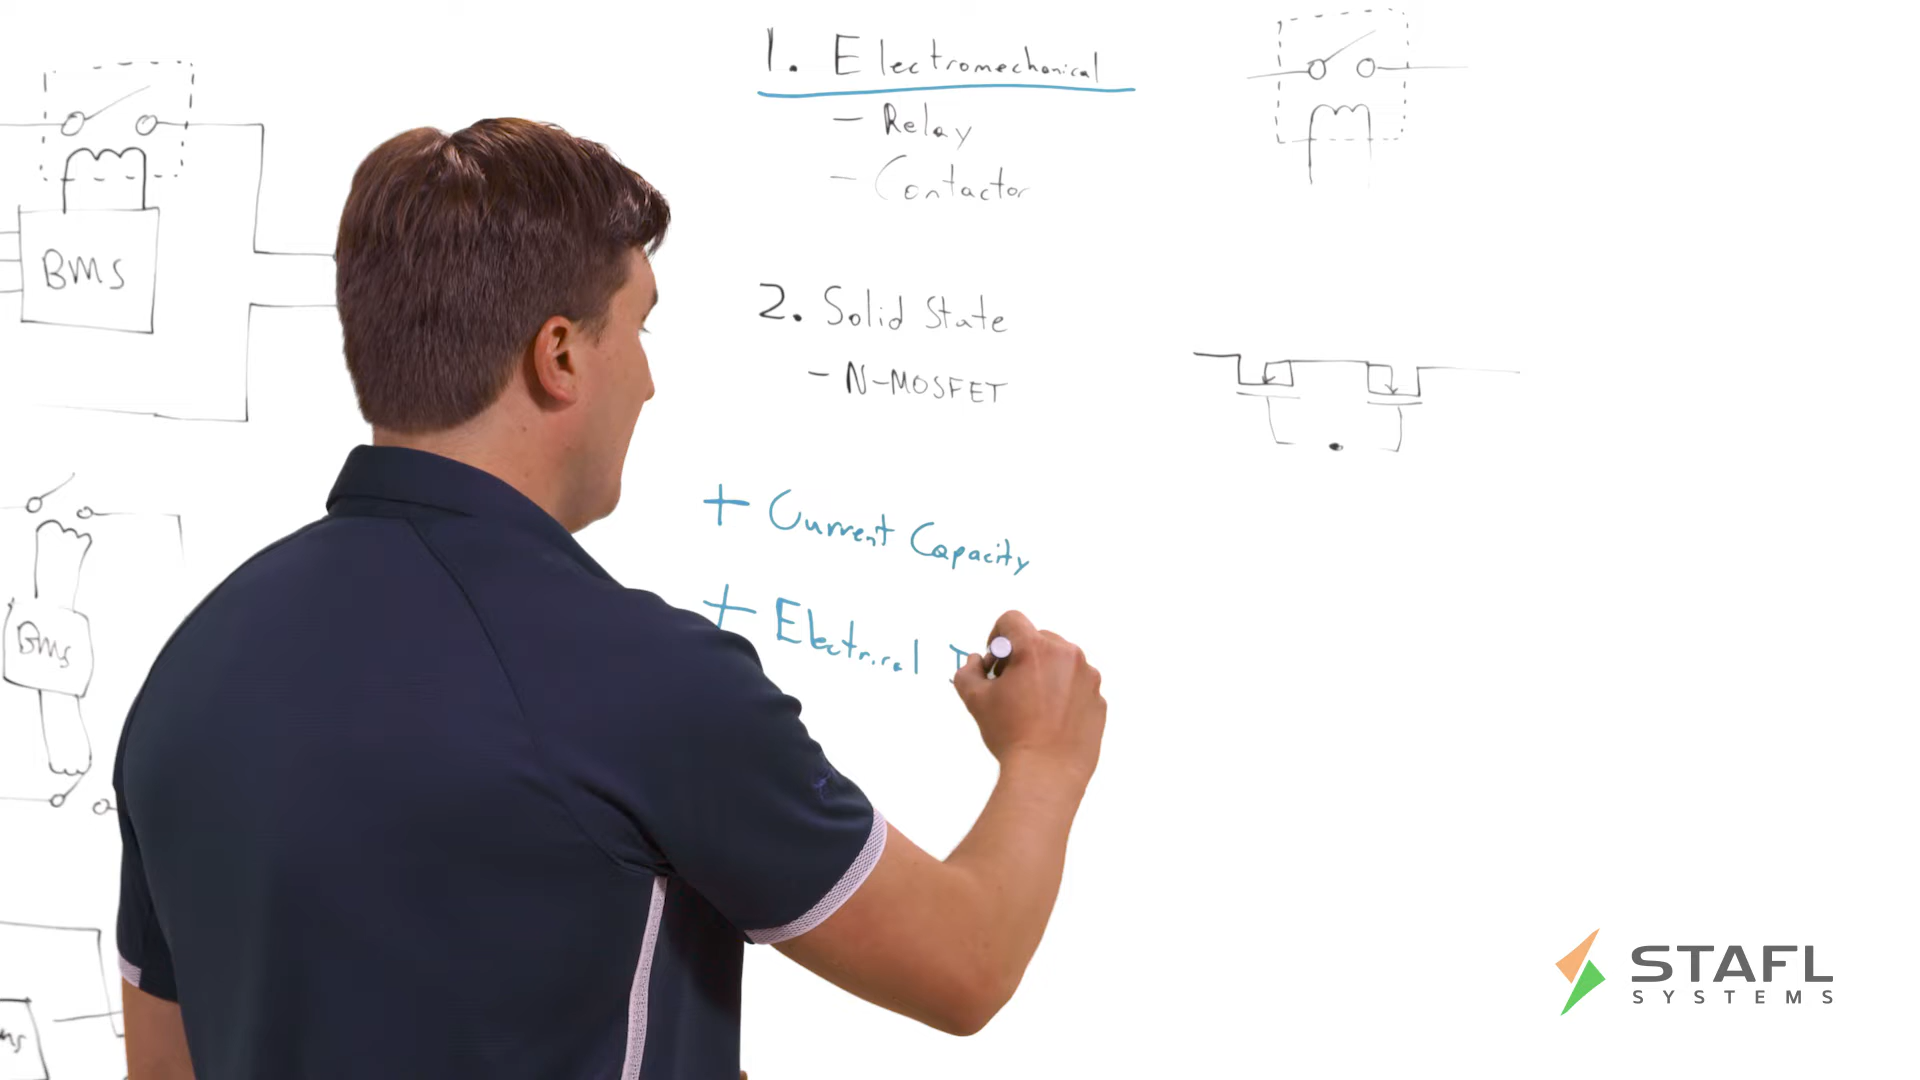 1. Electromechanical
- Relay
- Contactor
2. Solid State
- N-MOSFET
+ Current Capacity
+ Electrical
BMS
BMS
STAFL
SYSTEMS